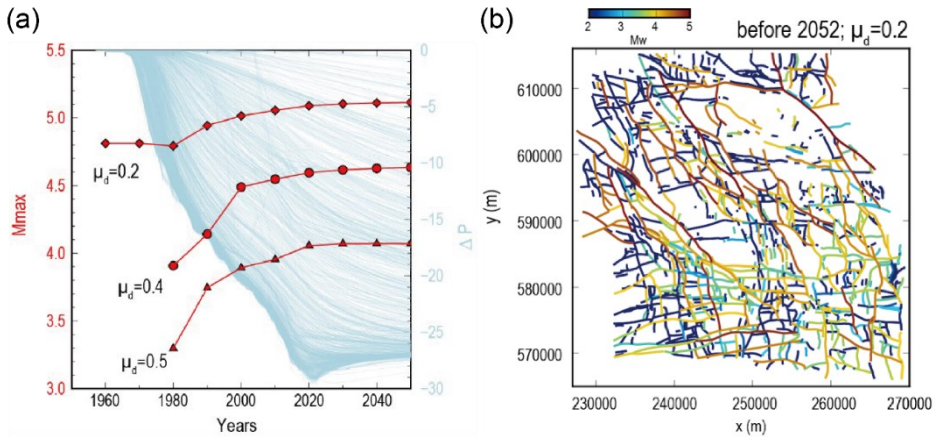 (a)
5.5
5.0
4.5
4.0
3.5
3.0
Mmax
μd=0.2
μd=0.4
μd=0.5
1960
1980
2000
2020
2040
Years
0
−5
−10
−15
−20
−25
−30
Δ P
(b)
2
3
4
5
Mw
before 2052; μd=0.2
610000
600000
590000
580000
570000
y (m)
230000
240000
250000
260000
270000
x (m)